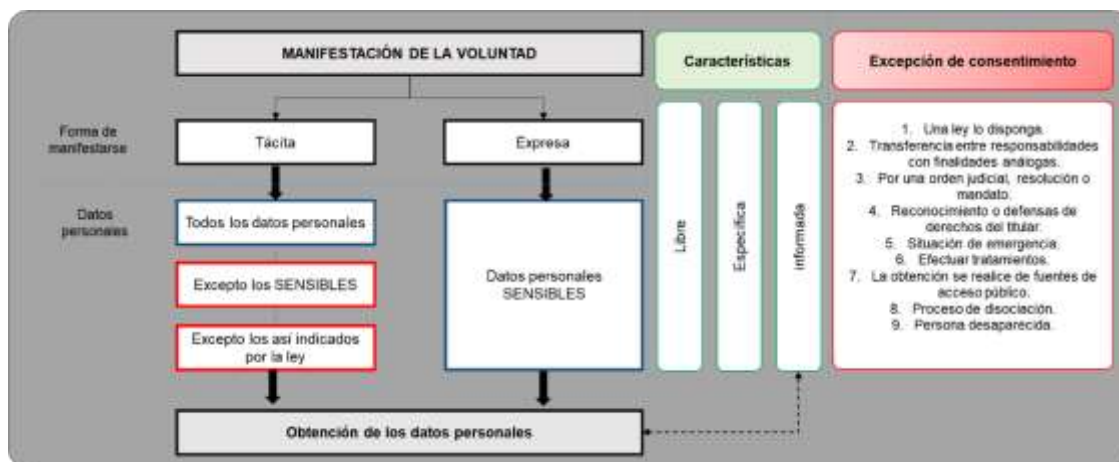 MANIFESTACIÓN DE LA VOLUNTAD
Forma de
manifestarse
Tácita
Expresa
Datos
personales
Todos los datos personales
Excepto los SENSIBLES
Excepto los así indicados
por la ley
Datos personales
SENSIBLES
Obtención de los datos personales
Características
Libre
Específica
informada
Excepción de consentimiento
1. Una ley lo disponga.
2. Transferencia entre responsabilidades
con finalidades análogas.
3. Por una orden judicial, resolución o
mandato.
4. Reconocimiento o defensas de
derechos del titular.
5. Situación de emergencia.
6. Efectuar tratamientos.
7. La obtención se realice de fuentes de
acceso público.
8. Proceso de disociación.
9. Persona desaparecida.